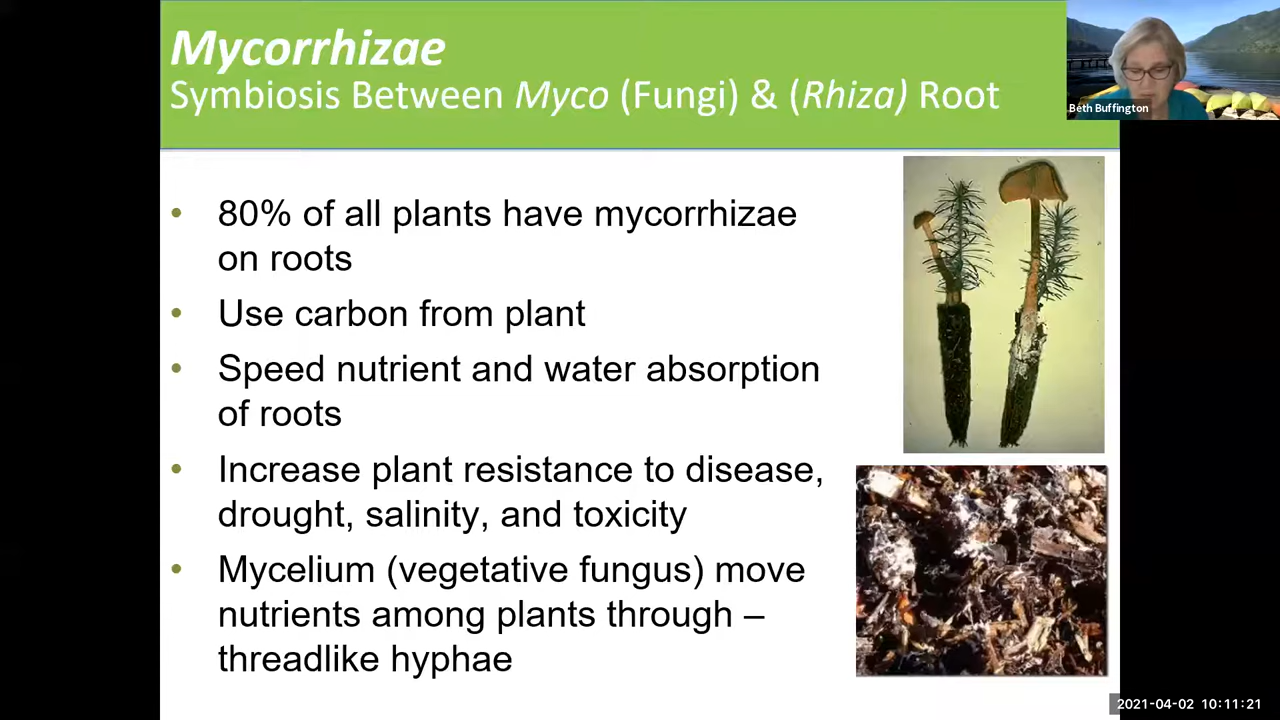 Mycorrhizae
Symbiosis Between Myco (Fungi) & (Rhiza) Root
Beth Buffington
• 80% of all plants have mycorrhizae
on roots
• Use carbon from plant
• Speed nutrient and water absorption
of roots
• Increase plant resistance to disease,
drought, salinity, and toxicity
• Mycelium (vegetative fungus) move
nutrients among plants through –
threadlike hyphae
2021-04-02 10:11:21